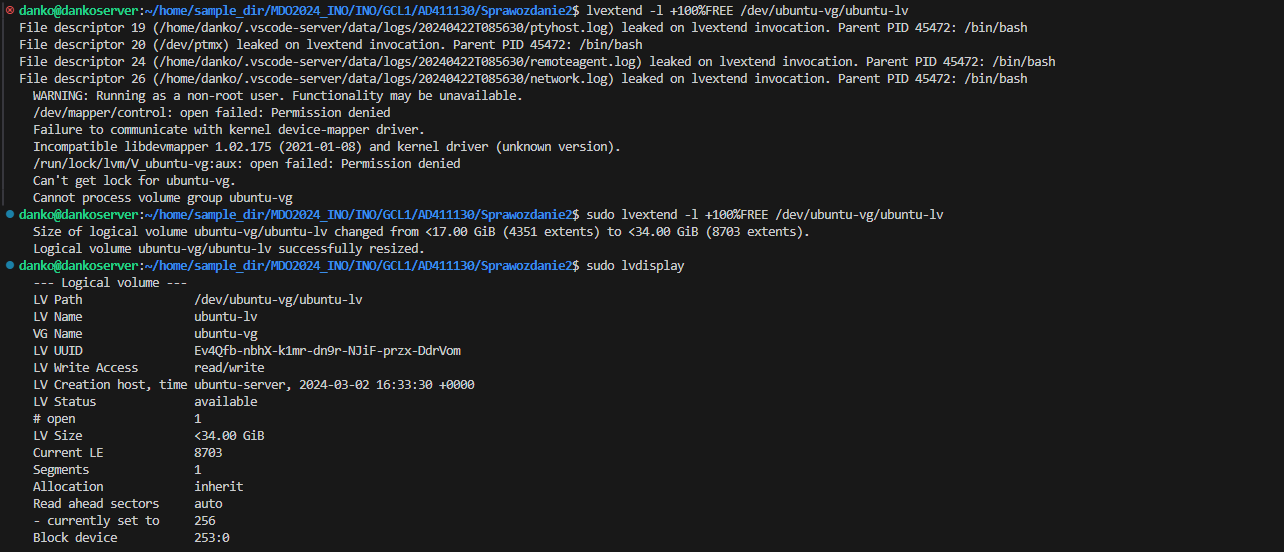 danko@dankoserver:~/home/sample_dir/MDO2024_INO/INO/GCL1/AD411130/Sprawozdanie2$ lvextend -l +100%FREE /dev/ubuntu-vg/ubuntu-lv
File descriptor 19 (/home/danko/.vscode-server/data/logs/20240422T085630/ptyhost.log) leaked on lvextend invocation. Parent PID 45472: /bin/bash
File descriptor 20 (/dev/ptmx) leaked on lvextend invocation. Parent PID 45472: /bin/bash
File descriptor 24 (/home/danko/.vscode-server/data/logs/20240422T085630/remoteagent.log) leaked on lvextend invocation. Parent PID 45472: /bin/bash
File descriptor 26 (/home/danko/.vscode-server/data/logs/20240422T085630/network.log) leaked on lvextend invocation. Parent PID 45472: /bin/bash
  WARNING: Running as a non-root user. Functionality may be unavailable.
  /dev/mapper/control: open failed: Permission denied
  Failure to communicate with kernel device-mapper driver.
  Incompatible libdevmapper 1.02.175 (2021-01-08) and kernel driver (unknown version).
  /run/lock/lvm/V_ubuntu-vg:aux: open failed: Permission denied
  Can't get lock for ubuntu-vg.
  Cannot process volume group ubuntu-vg
danko@dankoserver:~/home/sample_dir/MDO2024_INO/INO/GCL1/AD411130/Sprawozdanie2$ sudo lvextend -l +100%FREE /dev/ubuntu-vg/ubuntu-lv
  Size of logical volume ubuntu-vg/ubuntu-lv changed from <17.00 GiB (4351 extents) to <34.00 GiB (8703 extents).
  Logical volume ubuntu-vg/ubuntu-lv successfully resized.
danko@dankoserver:~/home/sample_dir/MDO2024_INO/INO/GCL1/AD411130/Sprawozdanie2$ sudo lvdisplay
  --- Logical volume ---
  LV Path                /dev/ubuntu-vg/ubuntu-lv
  LV Name                ubuntu-lv
  VG Name                ubuntu-vg
  LV UUID                Ev4Qfb-nbhX-k1mr-dn9r-NJiF-przx-DdrVom
  LV Write Access        read/write
  LV Creation host, time ubuntu-server, 2024-03-02 16:33:30 +0000
  LV Status              available
  # open                 1
  LV Size                <34.00 GiB
  Current LE             8703
  Segments               1
  Allocation             inherit
  Read ahead sectors     auto
  - currently set to     256
  Block device           253:0